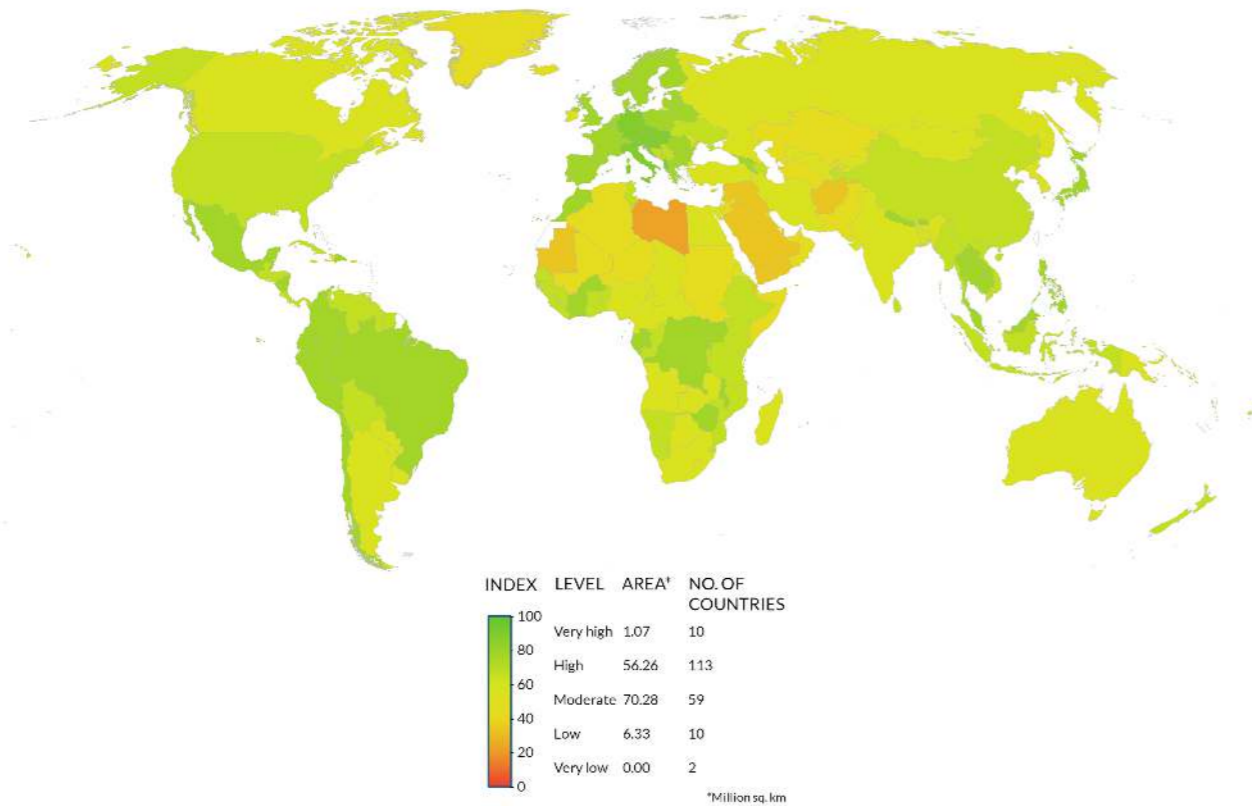 INDEX LEVEL AREA† NO. OF
COUNTRIES
100
Very high 1.07 10
80
High 56.26 113
60
Moderate 70.28 59
40
Low 6.33 10
20
Very low 0.00 2
0
*Million sq. km